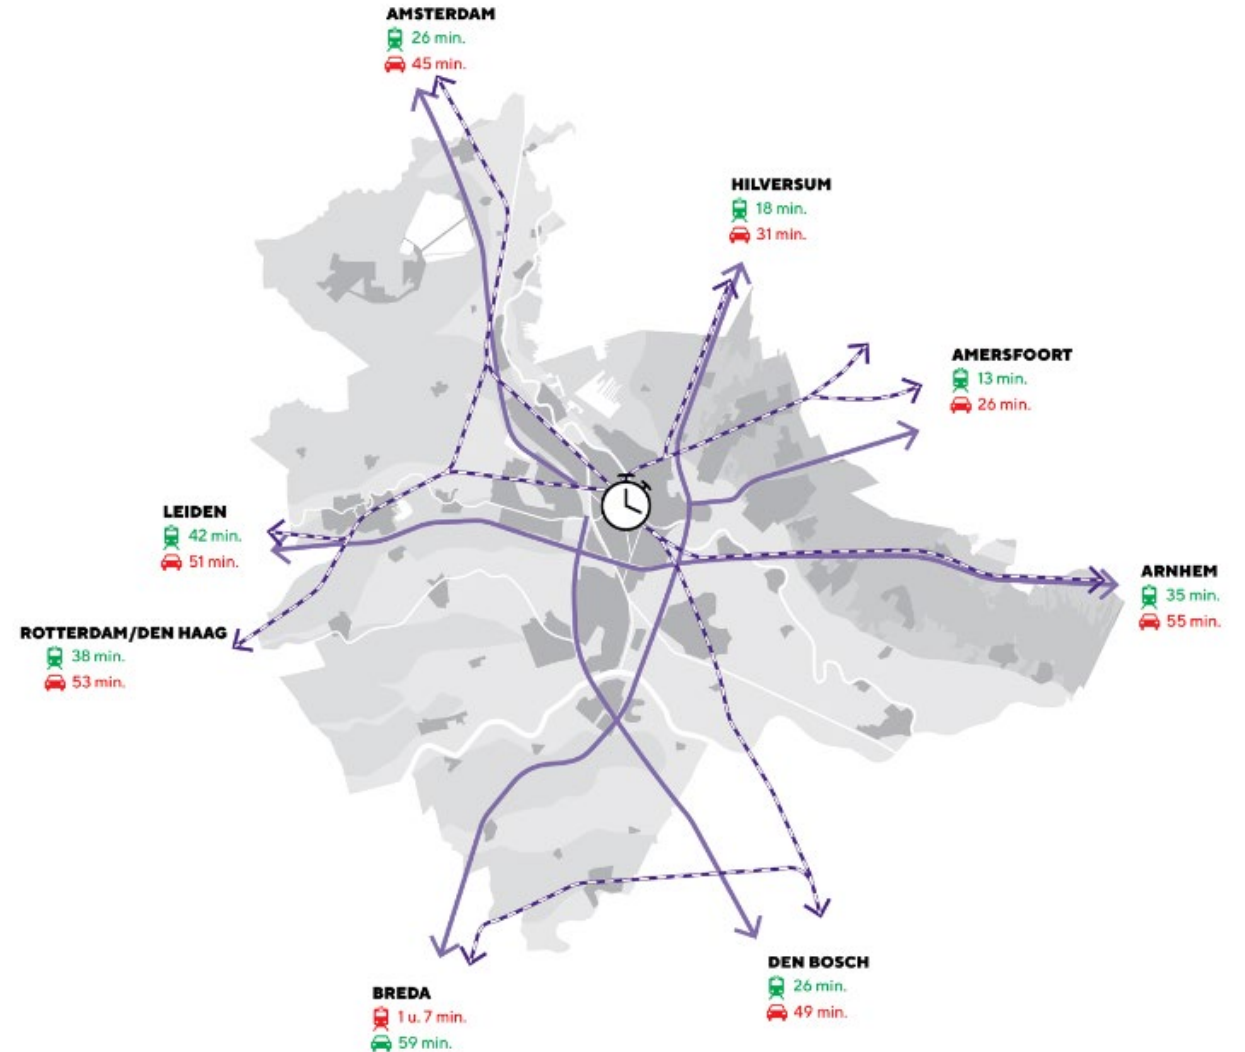 AMSTERDAM
26 min.
45 min.
HILVERSUM
18 min.
31 min.
AMERSFOORT
13 min.
26 min.
LEIDEN
42 min.
51 min.
ARNHEM
35 min.
55 min.
ROTTERDAM/DEN HAAG
38 min.
53 min.
DEN BOSCH
26 min.
49 min.
BREDA
1 u. 7 min.
59 min.